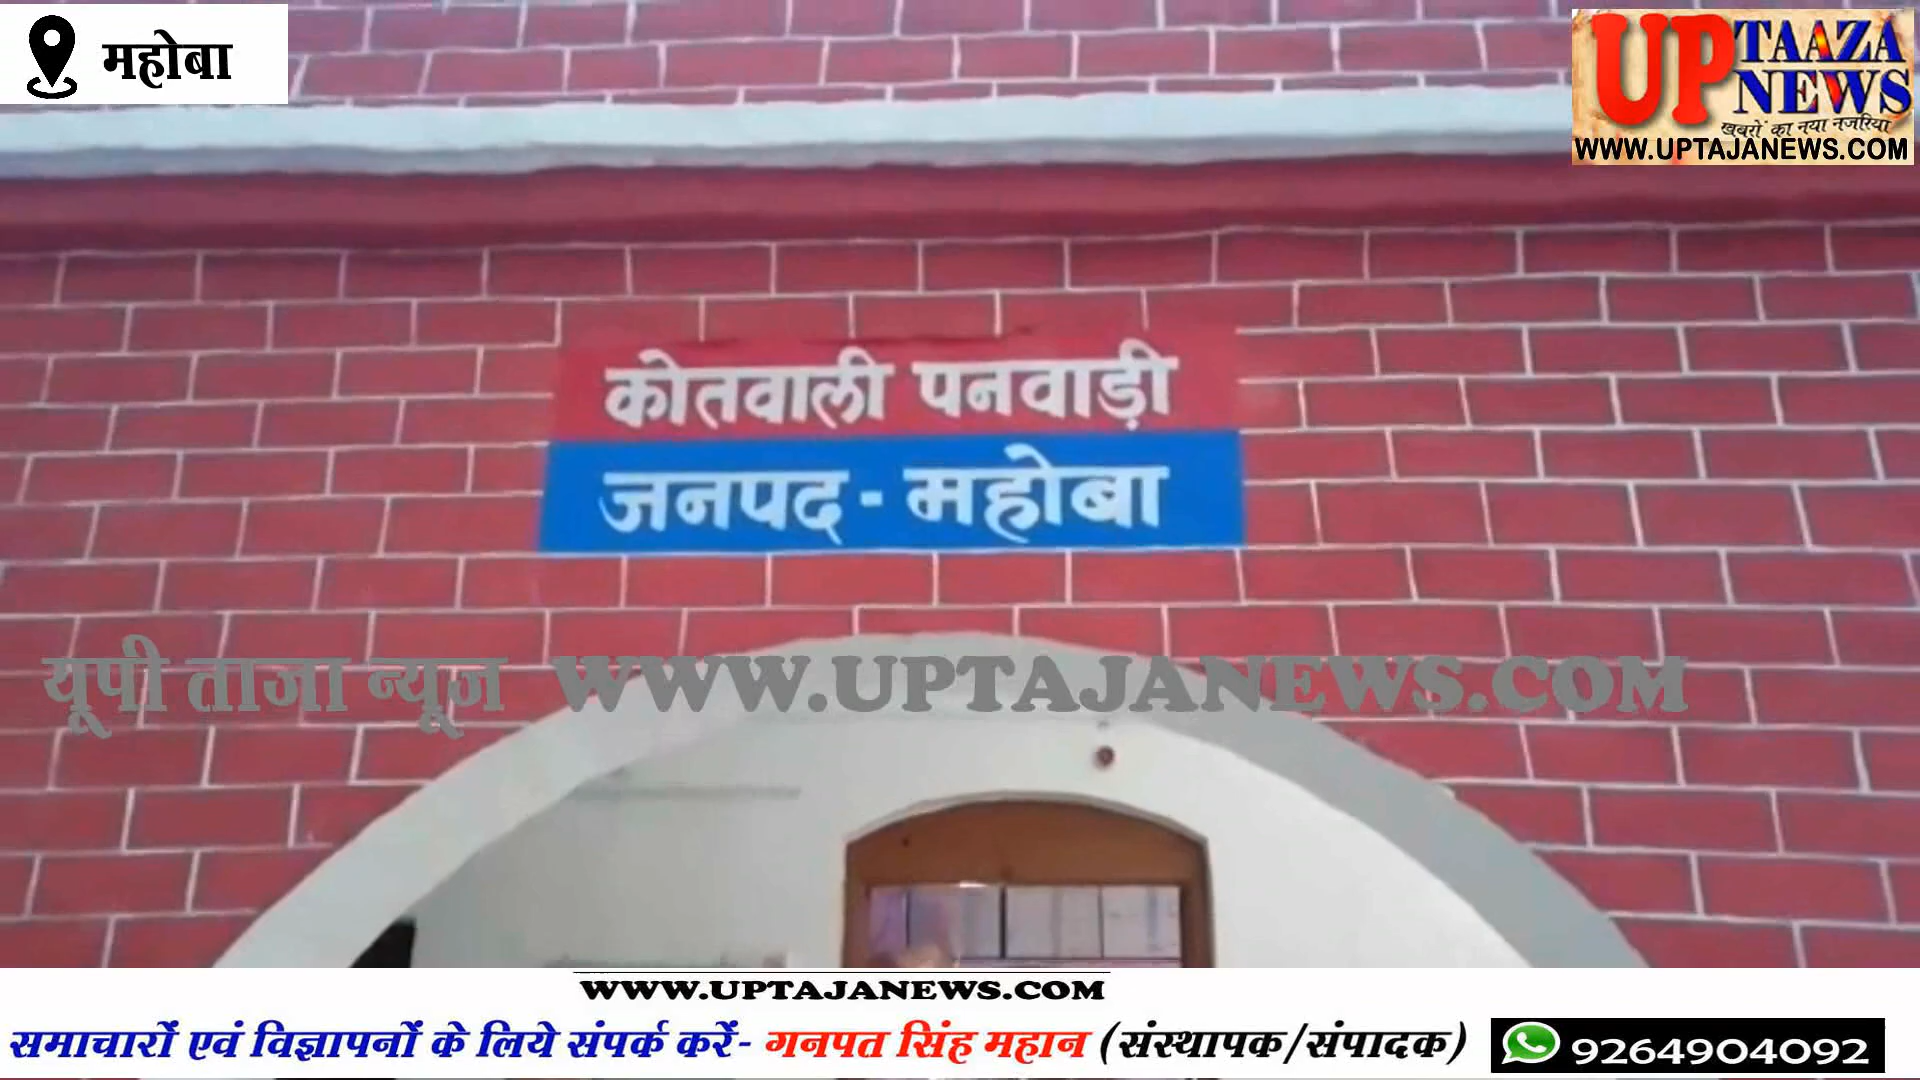 महोबा
UP TAAZA NEWS
खबरों का नया नजरिया
WWW.UPTAJANEWS.COM
कोतवाली पनवाड़ी
जनपद - महोबा
यूपी ताजा न्यूज WWW.UPTAJANEWS.COM
WWW.UPTAJANEWS.COM
समाचारों एवं विज्ञापनों के लिये संपर्क करें- गनपत सिंह महान (संस्थापक/संपादक) 9264904092